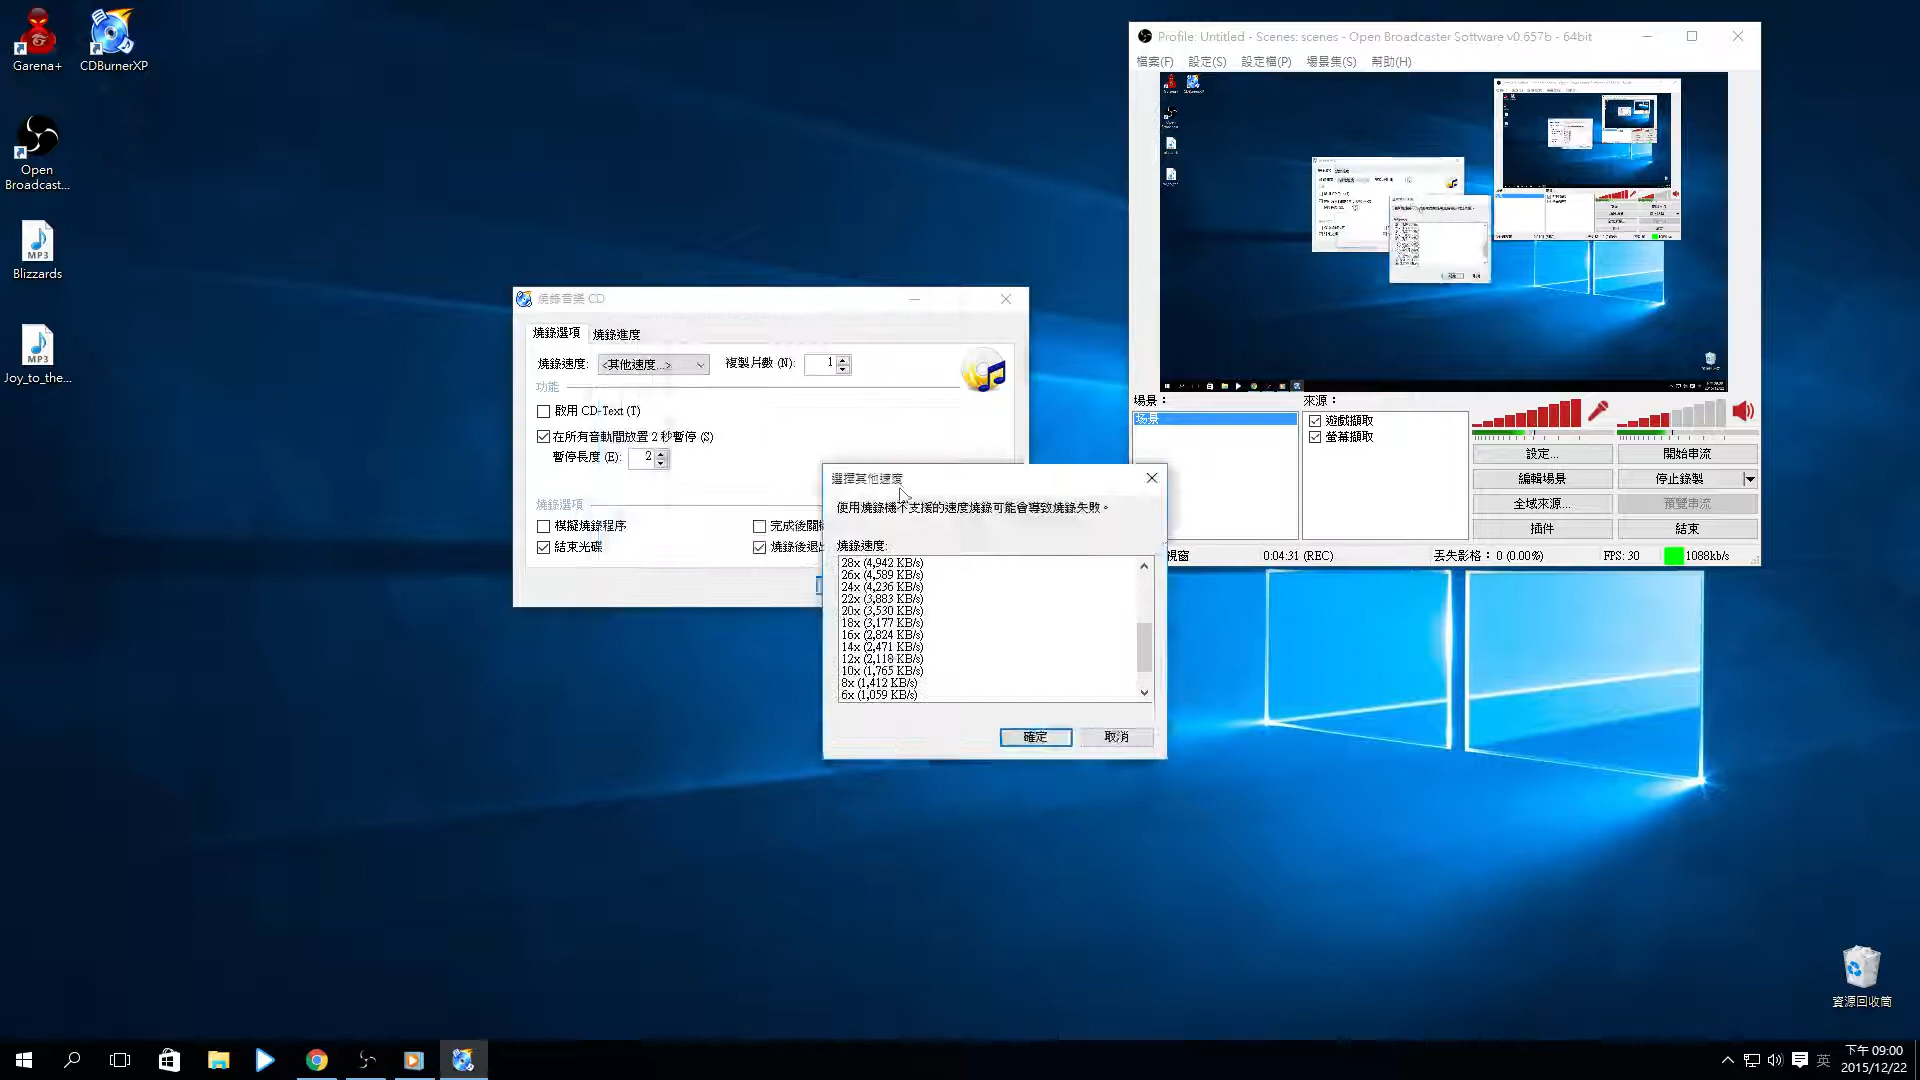 Garena+
CDBurnerXP
Open
Broadcast...
Blizzards
Joy_to_the...
Profile: Untitled - Scenes: scenes - Open Broadcaster Software v0.657b - 64bit
檔案(F) 設定(S) 設定檔(P) 場景集(S) 幫助(H)
場景：
场景
來源：
遊戲擷取
螢幕擷取
設定...
開始串流
編輯場景
停止錄製
全域來源...
預覽串流
插件
結束
視窗
0:04:31 (REC)
丟失影格： 0 (0.00%)
FPS: 30
1088kb/s
燒錄音樂 CD
燒錄選項 燒錄進度
燒錄速度: <其他速度...> 複製片數 (N): 1
功能
啟用 CD-Text (T)
在所有音軌間放置 2 秒暫停 (S)
暫停長度 (E): 2
燒錄選項
模擬燒錄程序
完成後關
結束光碟
燒錄後退
選擇其他速度
使用燒錄機不支援的速度燒錄可能會導致燒錄失敗。
燒錄速度:
28x (4,942 KB/s)
26x (4,589 KB/s)
24x (4,236 KB/s)
22x (3,883 KB/s)
20x (3,530 KB/s)
18x (3,177 KB/s)
16x (2,824 KB/s)
14x (2,471 KB/s)
12x (2,118 KB/s)
10x (1,765 KB/s)
8x (1,412 KB/s)
6x (1,059 KB/s)
確定
取消
資源回收筒
英
下午 09:00
2015/12/22